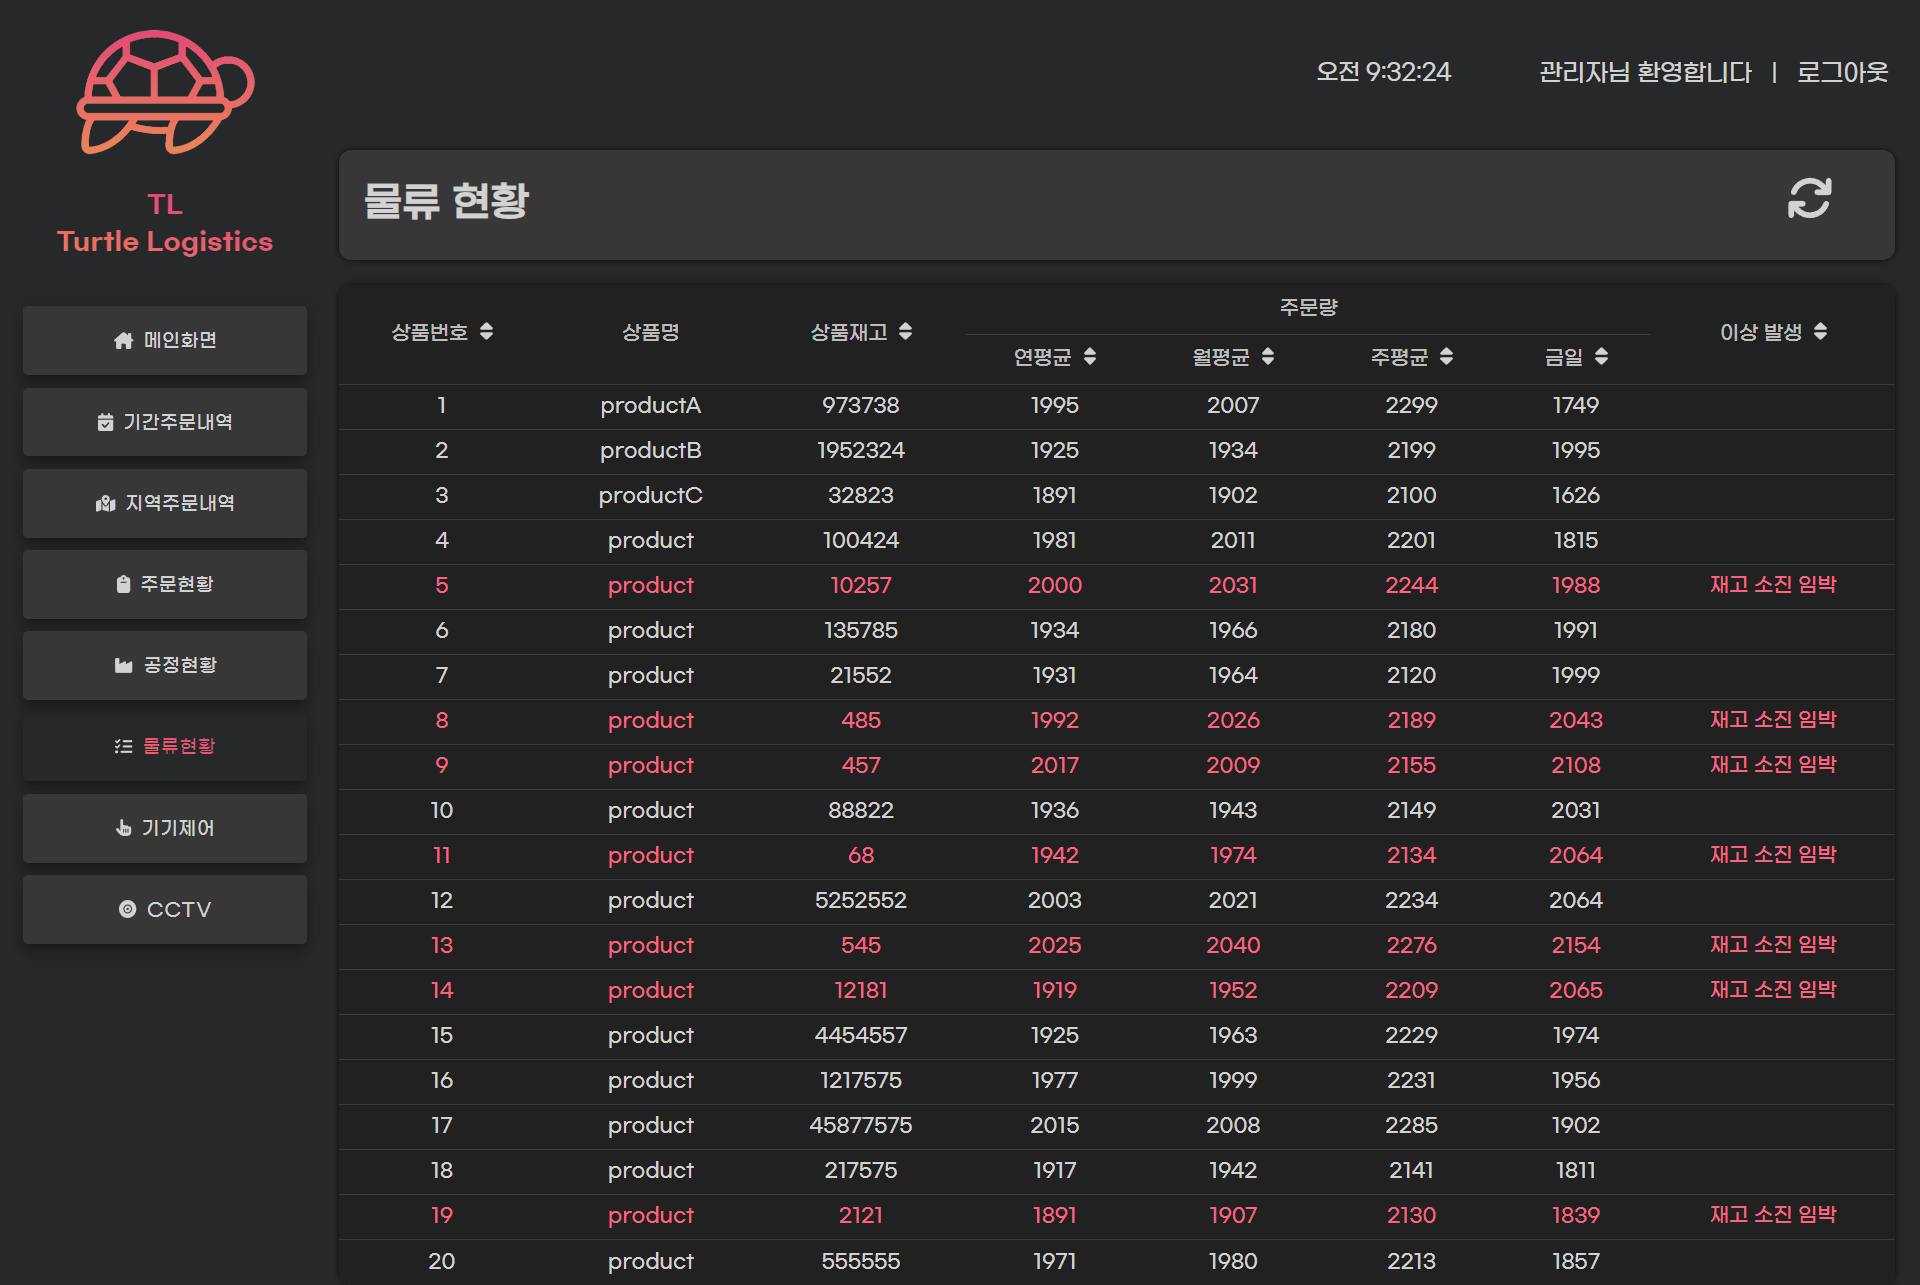 오전 9:32:24 관리자님 환영합니다 | 로그아웃
TL
Turtle Logistics
메인화면
기간주문내역
지역주문내역
주문현황
공정현황
물류현황
기기제어
CCTV
물류 현황
상품번호 상품명 상품재고 주문량 이상 발생
연평균 월평균 주평균 금일
1 productA 973738 1995 2007 2299 1749
2 productB 1952324 1925 1934 2199 1995
3 productC 32823 1891 1902 2100 1626
4 product 100424 1981 2011 2201 1815
5 product 10257 2000 2031 2244 1988 재고 소진 임박
6 product 135785 1934 1966 2180 1991
7 product 21552 1931 1964 2120 1999
8 product 485 1992 2026 2189 2043 재고 소진 임박
9 product 457 2017 2009 2155 2108 재고 소진 임박
10 product 88822 1936 1943 2149 2031
11 product 68 1942 1974 2134 2064 재고 소진 임박
12 product 5252552 2003 2021 2234 2064
13 product 545 2025 2040 2276 2154 재고 소진 임박
14 product 12181 1919 1952 2209 2065 재고 소진 임박
15 product 4454557 1925 1963 2229 1974
16 product 1217575 1977 1999 2231 1956
17 product 45877575 2015 2008 2285 1902
18 product 217575 1917 1942 2141 1811
19 product 2121 1891 1907 2130 1839 재고 소진 임박
20 product 555555 1971 1980 2213 1857